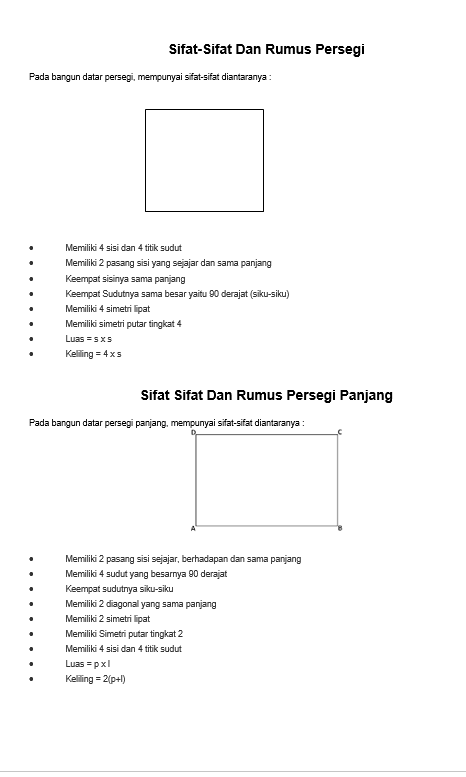 Sifat-Sifat Dan Rumus Persegi
Pada bangun datar persegi, mempunyai sifat-sifat diantaranya :
• Memiliki 4 sisi dan 4 titik sudut
• Memiliki 2 pasang sisi yang sejajar dan sama panjang
• Keempat sisinya sama panjang
• Keempat Sudutnya sama besar yaitu 90 derajat (siku-siku)
• Memiliki 4 simetri lipat
• Memiliki simetri putar tingkat 4
• Luas = s x s
• Keliling = 4 x s
Sifat Sifat Dan Rumus Persegi Panjang
Pada bangun datar persegi panjang, mempunyai sifat-sifat diantaranya :
D C
A B
• Memiliki 2 pasang sisi sejajar, berhadapan dan sama panjang
• Memiliki 4 sudut yang besarnya 90 derajat
• Keempat sudutnya siku-siku
• Memiliki 2 diagonal yang sama panjang
• Memiliki 2 simetri lipat
• Memiliki Simetri putar tingkat 2
• Memiliki 4 sisi dan 4 titik sudut
• Luas = p x l
• Keliling = 2(p+l)